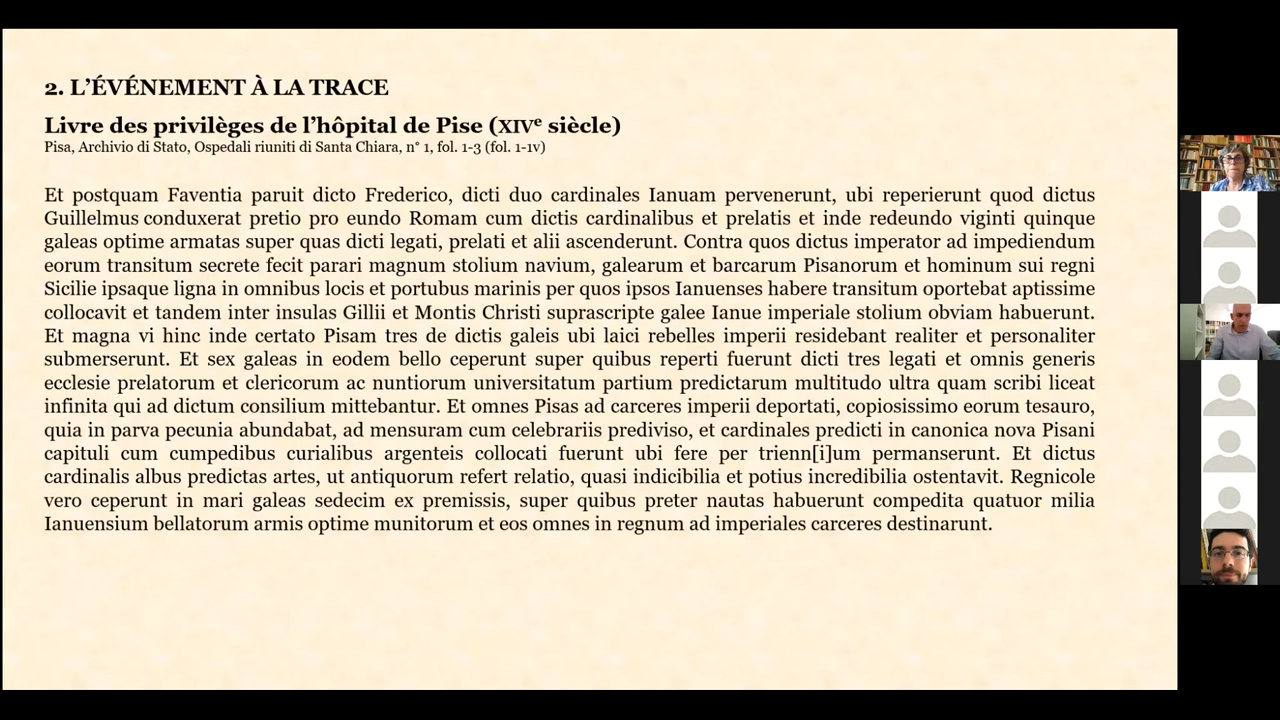 2. L’ÉVÉNEMENT À LA TRACE
Livre des privilèges de l’hôpital de Pise (XIVe siècle)
Pisa, Archivio di Stato, Ospedali riuniti di Santa Chiara, n° 1, fol. 1-3 (fol. 1-1v)
Et postquam Faventia paruit dicto Frederico, dicti duo cardinales Ianuam pervenerunt, ubi reperierunt quod dictus
Guillelmus conduxerat pretio pro eundo Romam cum dictis cardinalibus et prelatis et inde redeundo viginti quinque
galeas optime armatas super quas dicti legati, prelati et alii ascenderunt. Contra quos dictus imperator ad impediendum
eorum transitum secrete fecit parari magnum stolium navium, galearum et barcarum Pisanorum et hominum sui regni
Sicilie ipsaque ligna in omnibus locis et portubus marinis per quos ipsos Ianuenses habere transitum oportebat aptissime
collocavit et tandem inter insulas Gillii et Montis Christi suprascripte galee Ianue imperiale stolium obviam habuerunt.
Et magna vi hinc inde certato Pisam tres de dictis galeis ubi laici rebelles imperii residebant realiter et personaliter
submerserunt. Et sex galeas in eodem bello ceperunt super quibus reperti fuerunt dicti tres legati et omnis generis
ecclesie prelatorum et clericorum ac nuntiorum universitatum partium predictarum multitudo ultra quam scribi liceat
infinita qui ad dictum consilium mittebantur. Et omnes Pisas ad carceres imperii deportati, copiosissimo eorum tesauro,
quia in parva pecunia abundabat, ad mensuram cum celebrariis prediviso, et cardinales predicti in canonica nova Pisani
capituli cum cumpedibus curialibus argenteis collocati fuerunt ubi fere per trienn[i]um permanserunt. Et dictus
cardinalis albus predictas artes, ut antiquorum refert relatio, quasi indicibilia et potius incredibilia ostentavit. Regnicole
vero ceperunt in mari galeas sedecim ex premissis, super quibus preter nautas habuerunt compedita quatuor milia
Ianuensium bellatorum armis optime munitorum et eos omnes in regnum ad imperiales carceres destinarunt.